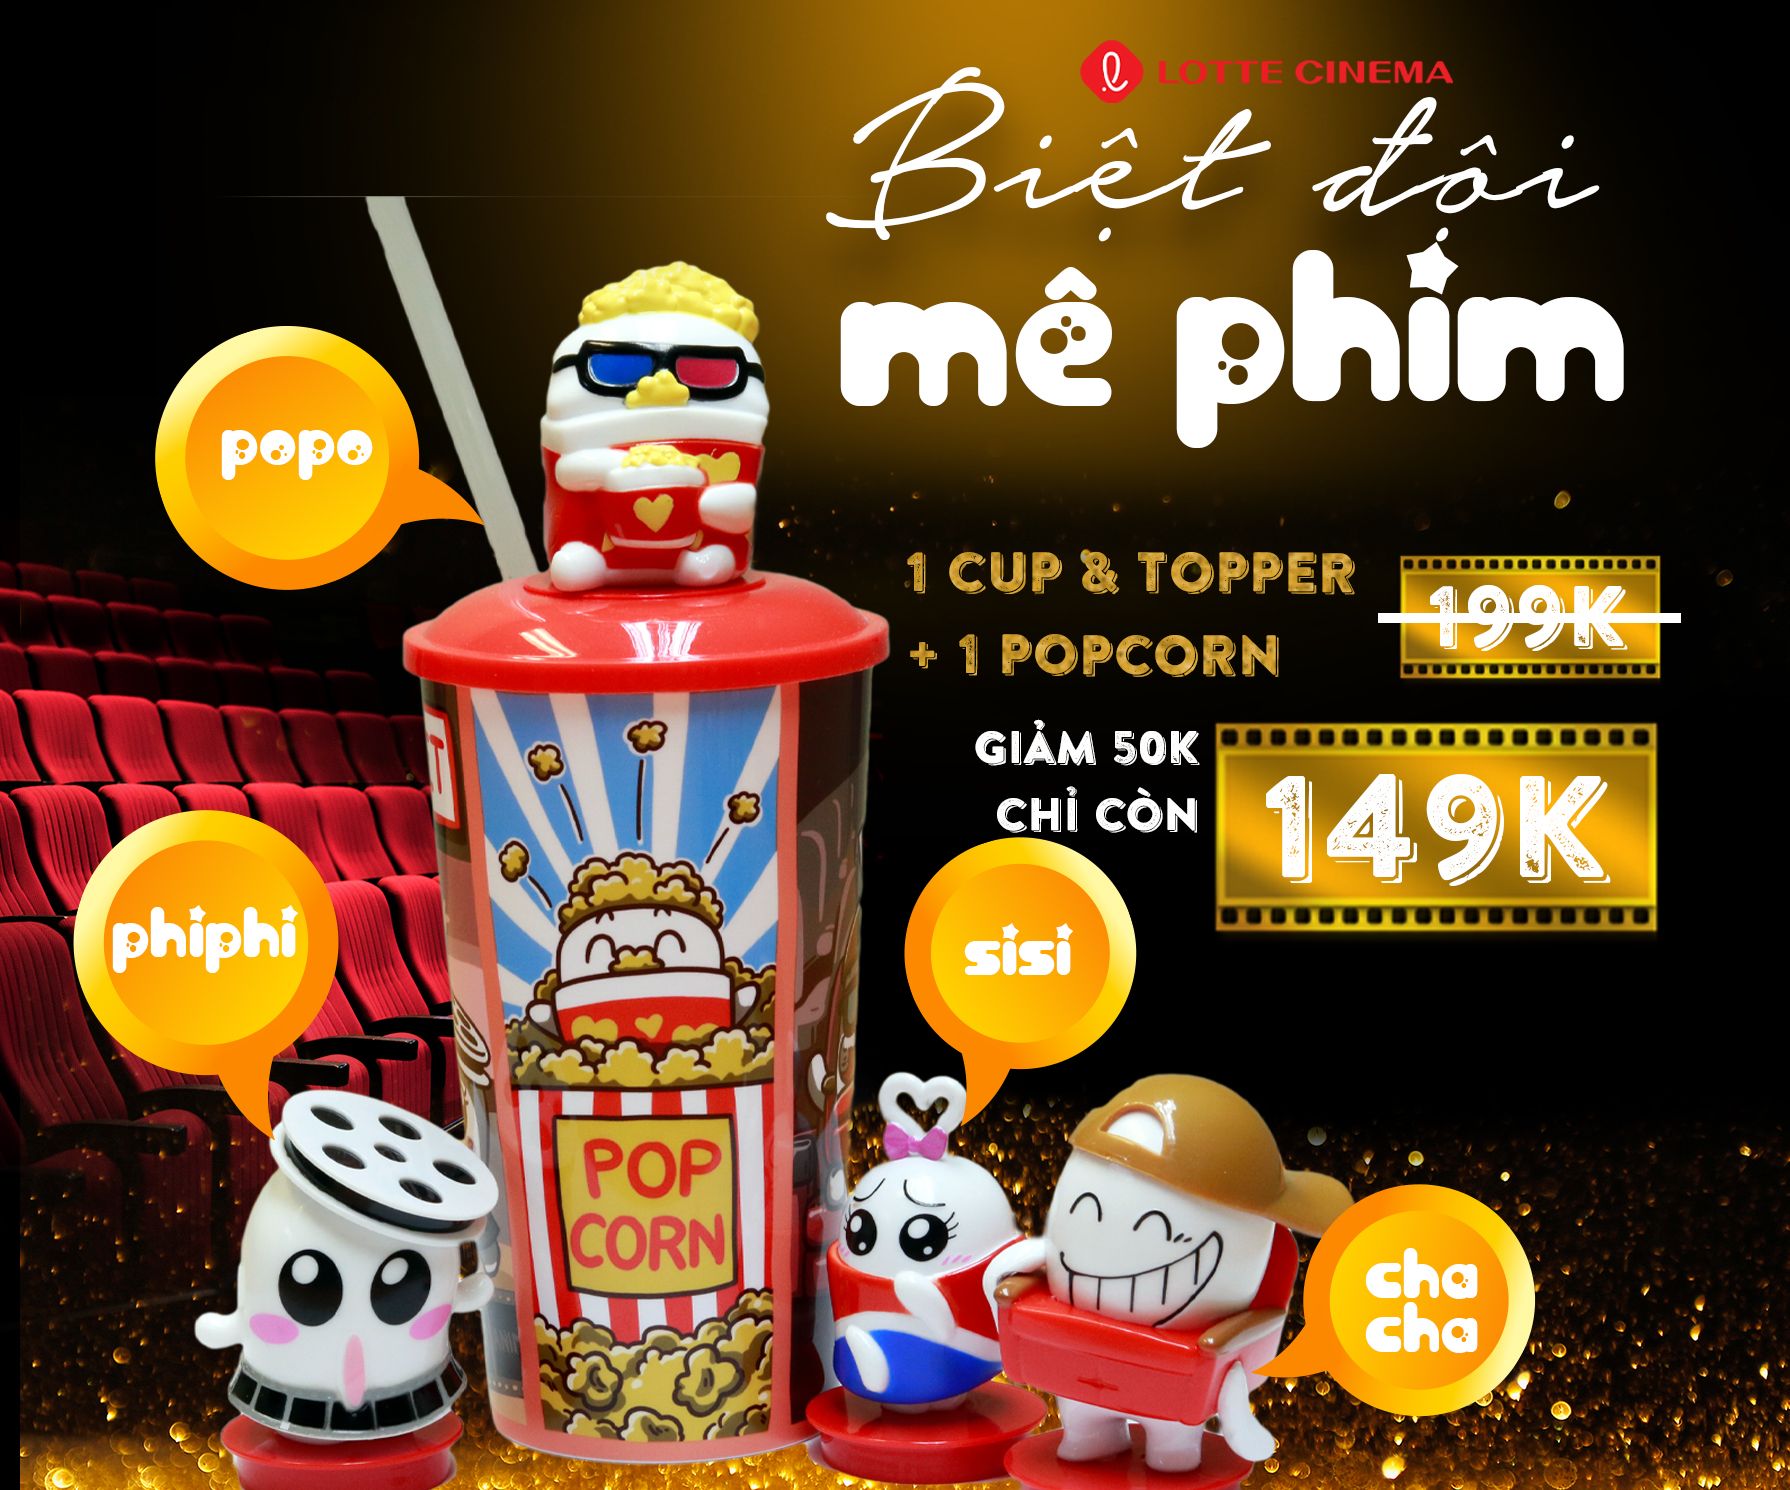 LOTTE CINEMA
Biệt đội
mê phim
popo
1 CUP & TOPPER
199K
+ 1 POPCORN
GIẢM 50K
CHỈ CÒN
149K
phiphi
sisi
POP
CORN
cha
cha